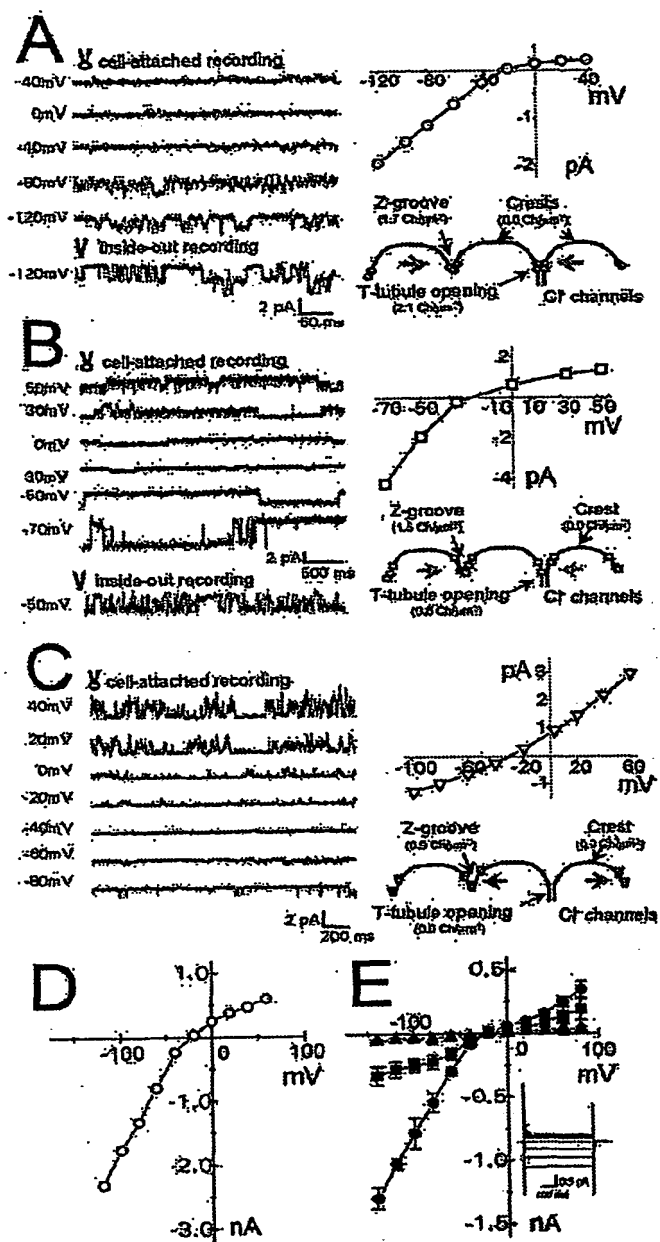 A
cell-attached recording
-40mV
0mV
-40mV
-80mV
-120mV
inside-out recording
-120mV
2 pA
60 ms
1
-120 -80 -40
mV
-1
-2
pA
Z-groove
Crests
T-tubule opening
Cl⁻ channels
B
cell-attached recording
50mV
30mV
0mV
30mV
-50mV
-70mV
2 pA
500 ms
inside-out recording
-50mV
2
-70 -50 -10 10 30 50
mV
-2
-4
pA
Z-groove
Crest
T-tubule opening
Cl⁻ channels
C
cell-attached recording
40mV
20mV
0mV
-20mV
-40mV
-60mV
-80mV
2 pA
200 ms
pA
3
2
1
-100 -60 20 60
mV
-1
Z-groove
Crest
T-tubule opening
Cl⁻ channels
D
1.0
-100 0 100
mV
-1.0
-2.0
-3.0
nA
E
0.5
-100 0 100
mV
-0.5
-1.0
-1.5
nA